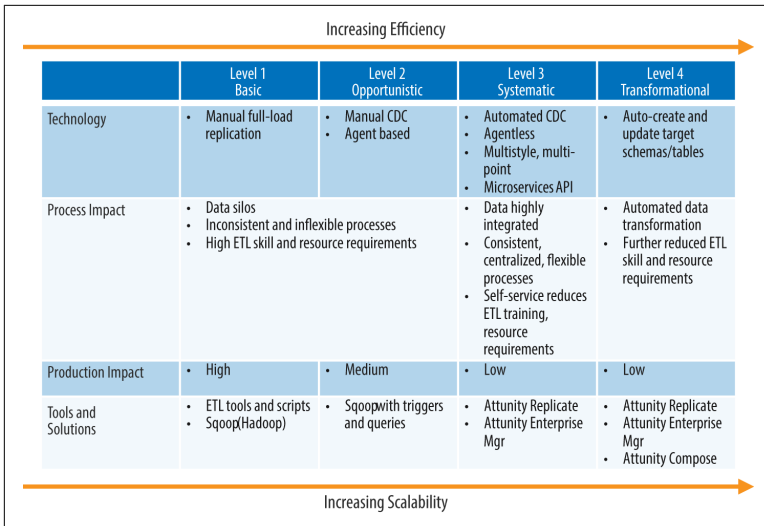 Increasing Efficiency
Level 1
Basic
Level 2
Opportunistic
Level 3
Systematic
Level 4
Transformational
Technology
• Manual full-load
replication
• Manual CDC
• Agent based
• Automated CDC
• Agentless
• Multistyle, multi-
point
• Microservices API
• Auto-create and
update target
schemas/tables
Process Impact
• Data silos
• Inconsistent and inflexible processes
• High ETL skill and resource requirements
• Data highly
integrated
• Consistent,
centralized, flexible
processes
• Self-service reduces
ETL training,
resource
requirements
• Automated data
transformation
• Further reduced ETL
skill and resource
requirements
Production Impact
• High
• Medium
• Low
• Low
Tools and
Solutions
• ETL tools and scripts
• Sqoop(Hadoop)
• Sqoopwith triggers
and queries
• Attunity Replicate
• Attunity Enterprise
Mgr
• Attunity Replicate
• Attunity Enterprise
Mgr
• Attunity Compose
Increasing Scalability